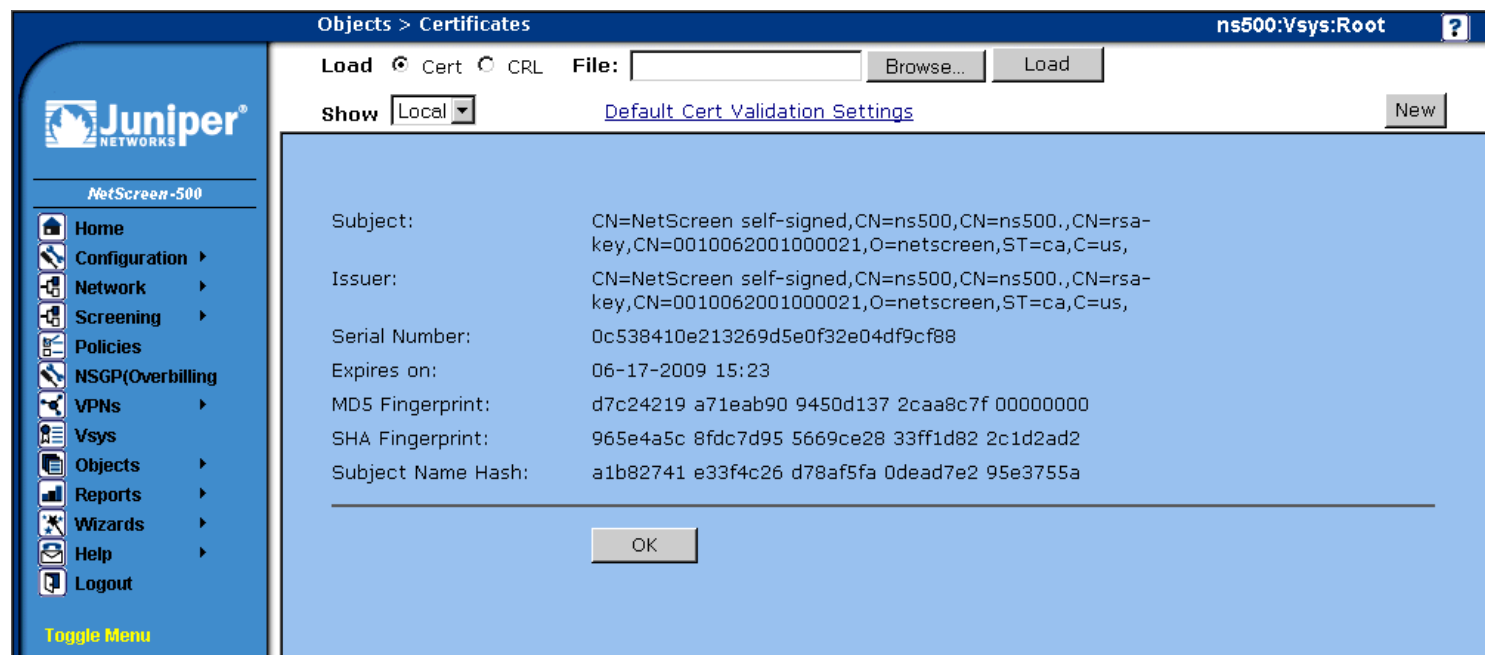 Objects > Certificates
ns500:Vsys:Root
?
Load Cert CRL File: Browse... Load
Show Local Default Cert Validation Settings New
Juniper®
NETWORKS
NetScreen-500
Home
Configuration
Network
Screening
Policies
NSGP(Overbilling
VPNs
Vsys
Objects
Reports
Wizards
Help
Logout
Toggle Menu
Subject: CN=NetScreen self-signed,CN=ns500,CN=ns500.,CN=rsa-
key,CN=0010062001000021,O=netscreen,ST=ca,C=us,
Issuer: CN=NetScreen self-signed,CN=ns500,CN=ns500.,CN=rsa-
key,CN=0010062001000021,O=netscreen,ST=ca,C=us,
Serial Number: 0c538410e213269d5e0f32e04df9cf88
Expires on: 06-17-2009 15:23
MD5 Fingerprint: d7c24219 a71eab90 9450d137 2caa8c7f 00000000
SHA Fingerprint: 965e4a5c 8fdc7d95 5669ce28 33ff1d82 2c1d2ad2
Subject Name Hash: a1b82741 e33f4c26 d78af5fa 0dead7e2 95e3755a
OK